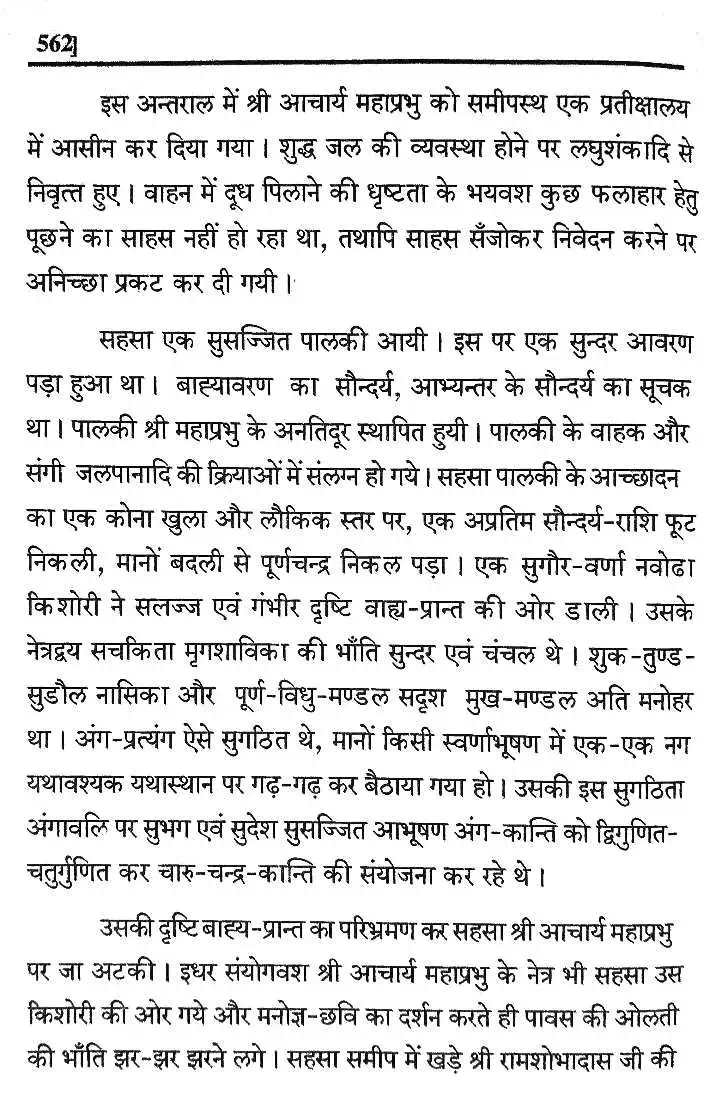 562]
इस अन्तराल में श्री आचार्य महाप्रभु को समीपस्थ एक प्रतीक्षालय
में आसीन कर दिया गया। शुद्ध जल की व्यवस्था होने पर लघुशंकादि से
निवृत्त हुए। वाहन में दूध पिलाने की धृष्टता के भयवश कुछ फलाहार हेतु
पूछने का साहस नहीं हो रहा था, तथापि साहस सँजोकर निवेदन करने पर
अनिच्छा प्रकट कर दी गयी।
सहसा एक सुसज्जित पालकी आयी। इस पर एक सुन्दर आवरण
पड़ा हुआ था। बाह्यावरण का सौन्दर्य, आभ्यन्तर के सौन्दर्य का सूचक
था। पालकी श्री महाप्रभु के अनतिदूर स्थापित हुयी। पालकी के वाहक और
संगी जलपानादि की क्रियाओं में संलग्न हो गये। सहसा पालकी के आच्छादन
का एक कोना खुला और लौकिक स्तर पर, एक अप्रतिम सौन्दर्य-राशि फूट
निकली, मानों बदली से पूर्णचन्द्र निकल पड़ा। एक सुगौर-वर्णा नवोढा
किशोरी ने सलज्ज एवं गंभीर दृष्टि वाह्य-प्रान्त की ओर डाली। उसके
नेत्रद्वय सचकिता मृगशाविका की भाँति सुन्दर एवं चंचल थे। शुक-तुण्ड-
सुडौल नासिका और पूर्ण-विधु-मण्डल सदृश मुख-मण्डल अति मनोहर
था। अंग-प्रत्यंग ऐसे सुगठित थे, मानों किसी स्वर्णाभूषण में एक-एक नग
यथावश्यक यथास्थान पर गढ़-गढ़ कर बैठाया गया हो। उसकी इस सुगठिता
अंगावलि पर सुभग एवं सुदेश सुसज्जित आभूषण अंग-कान्ति को द्विगुणित-
चतुर्गुणित कर चारु-चन्द्र-कान्ति की संयोजना कर रहे थे।
उसकी दृष्टि बाह्य-प्रान्त का परिभ्रमण कर सहसा श्री आचार्य महाप्रभु
पर जा अटकी। इधर संयोगवश श्री आचार्य महाप्रभु के नेत्र भी सहसा उस
किशोरी की ओर गये और मनोज्ञ-छवि का दर्शन करते ही पावस की ओलती
की भाँति झर-झर झरने लगे। सहसा समीप में खड़े श्री रामशोभादास जी की